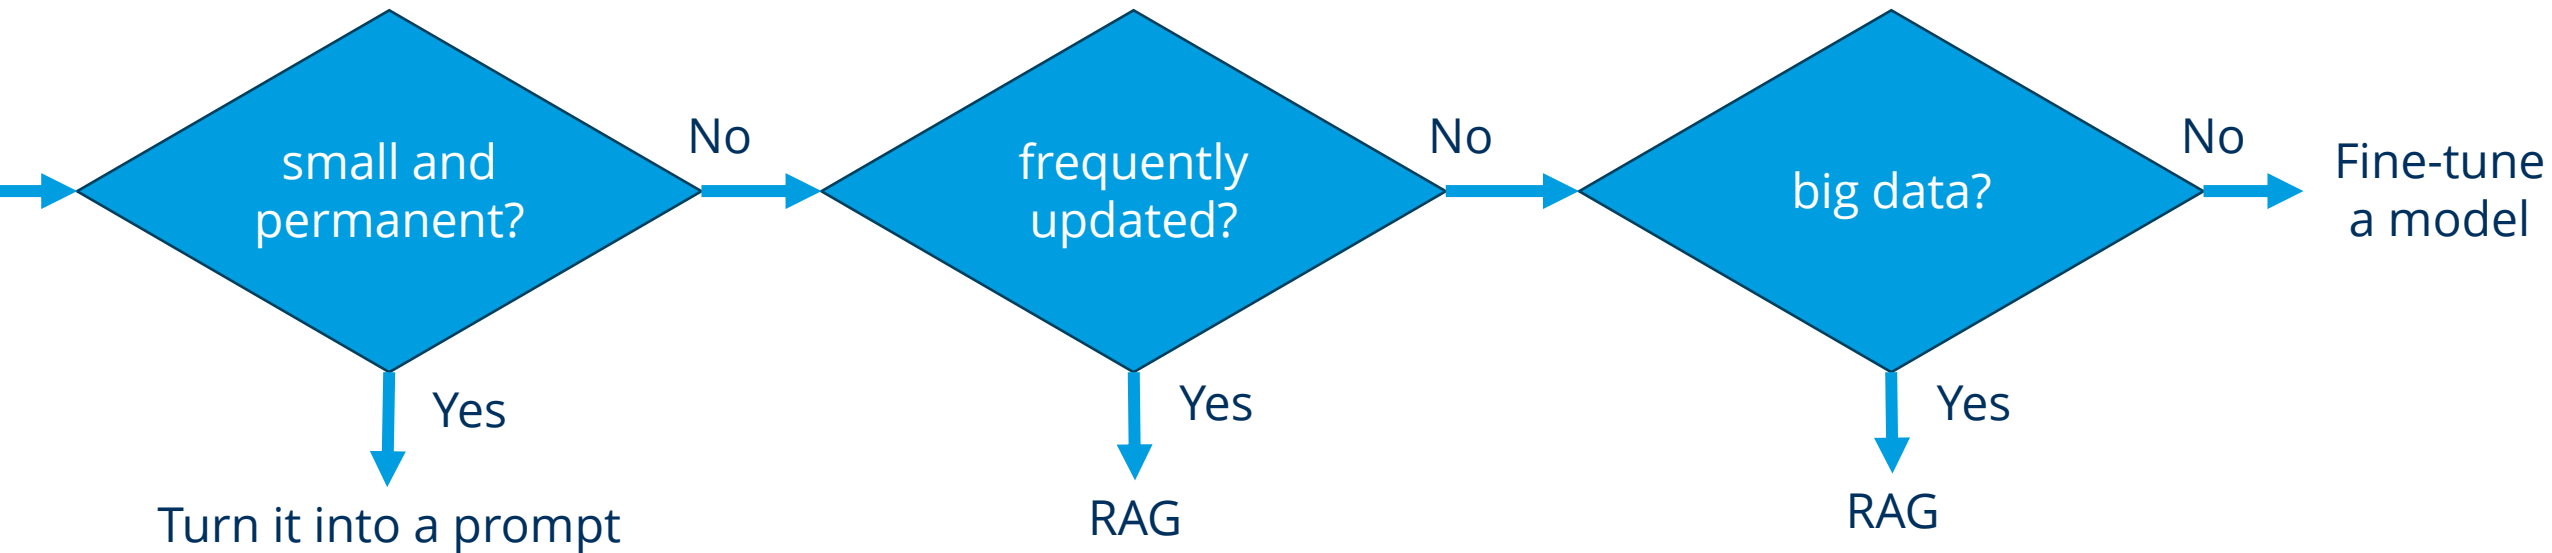 small and
permanent?
No
Yes
Turn it into a prompt
frequently
updated?
No
Yes
RAG
big data?
No
Yes
RAG
Fine-tune
a model